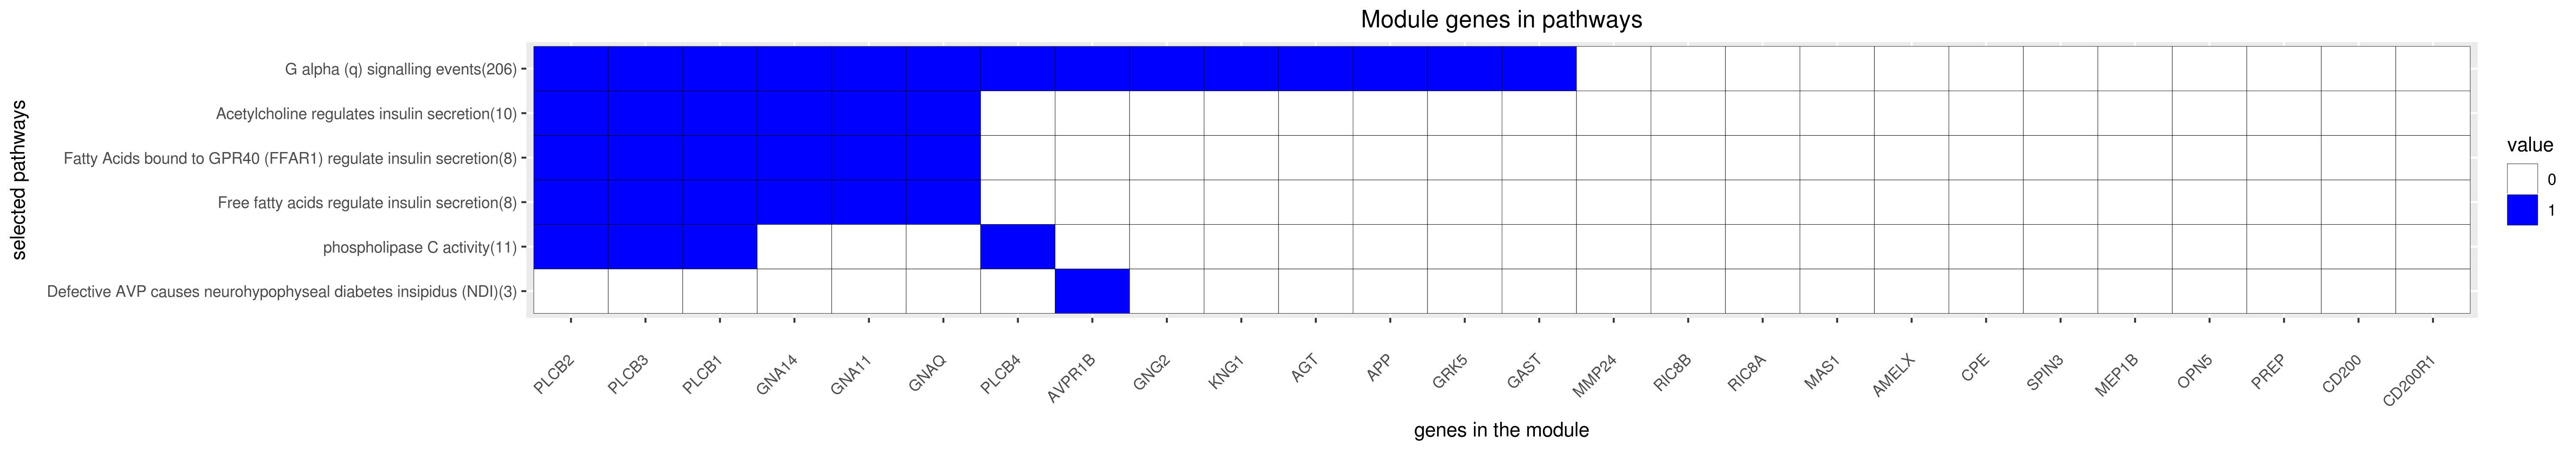 Module genes in pathways
selected pathways
G alpha (q) signalling events(206)
Acetylcholine regulates insulin secretion(10)
Fatty Acids bound to GPR40 (FFAR1) regulate insulin secretion(8)
Free fatty acids regulate insulin secretion(8)
phospholipase C activity(11)
Defective AVP causes neurohypophyseal diabetes insipidus (NDI)(3)
PLCB2
PLCB3
PLCB1
GNA14
GNA11
GNAQ
PLCB4
AVPR1B
GNG2
KNG1
AGT
APP
GRK5
GAST
MMP24
RIC8B
RIC8A
MAS1
AMELX
CPE
SPIN3
MEP1B
OPN5
PREP
CD200
CD200R1
genes in the module
value
0
1